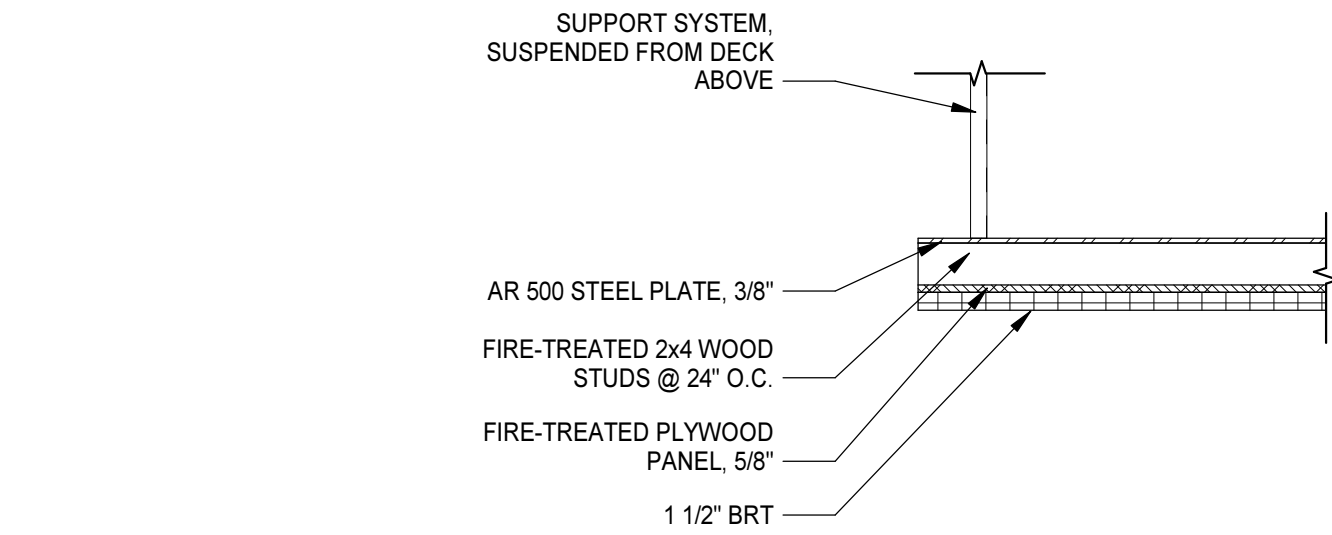 SUPPORT SYSTEM,
SUSPENDED FROM DECK
ABOVE
AR 500 STEEL PLATE, 3/8"
FIRE-TREATED 2x4 WOOD
STUDS @ 24" O.C.
FIRE-TREATED PLYWOOD
PANEL, 5/8"
1 1/2" BRT